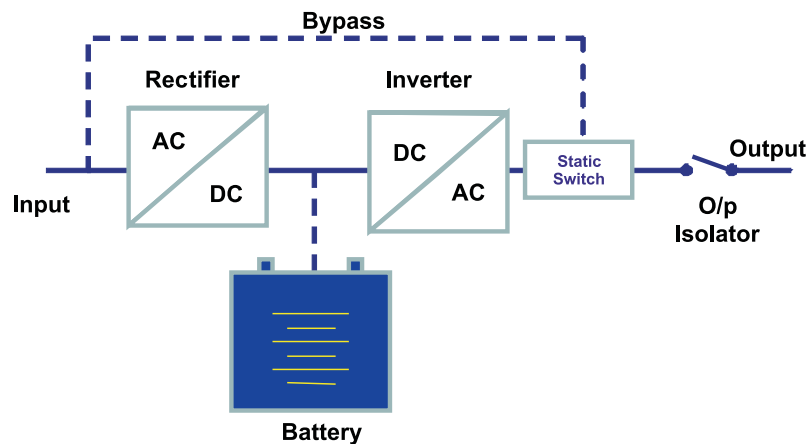 Bypass
Rectifier
Inverter
AC
DC
DC
AC
Static
Switch
Output
Input
O/p
Isolator
Battery